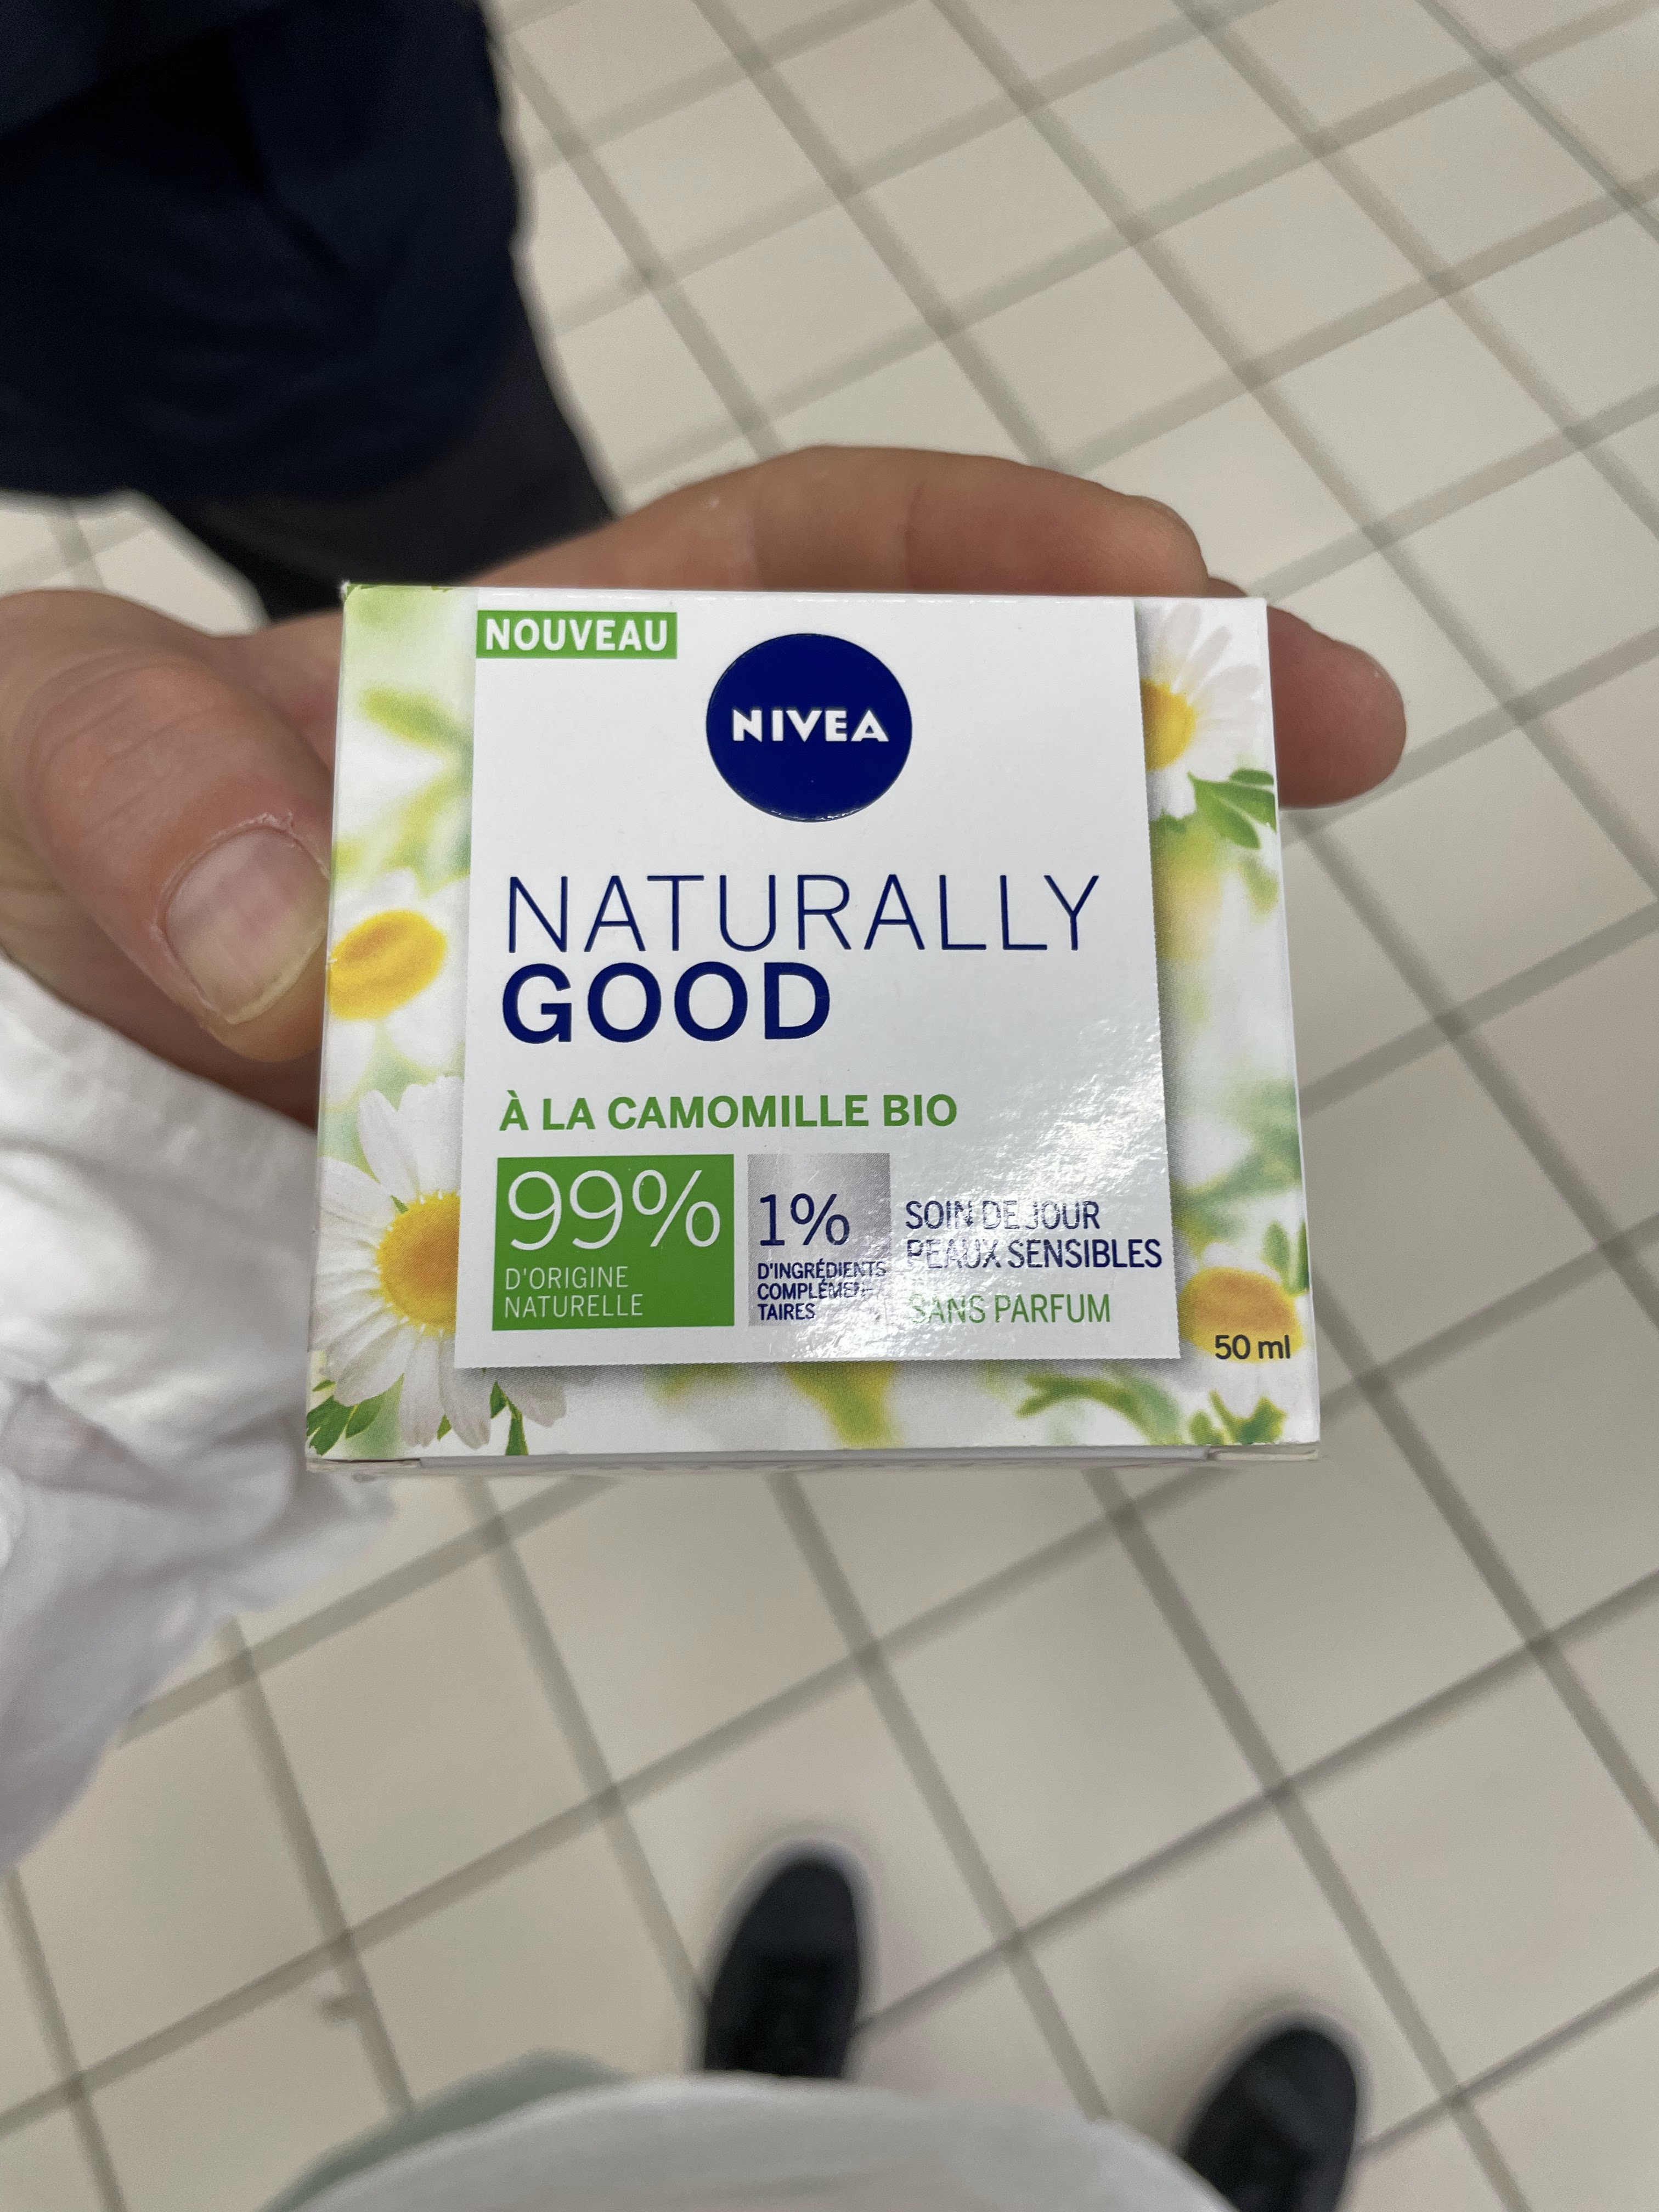 NOUVEAU
NIVEA
NATURALLY
GOOD
À LA CAMOMILLE BIO
99%
D'ORIGINE
NATURELLE
1%
D'INGRÉDIENTS
COMPLÉMEN-
TAIRES
SOIN DE JOUR
PEAUX SENSIBLES
SANS PARFUM
50 ml